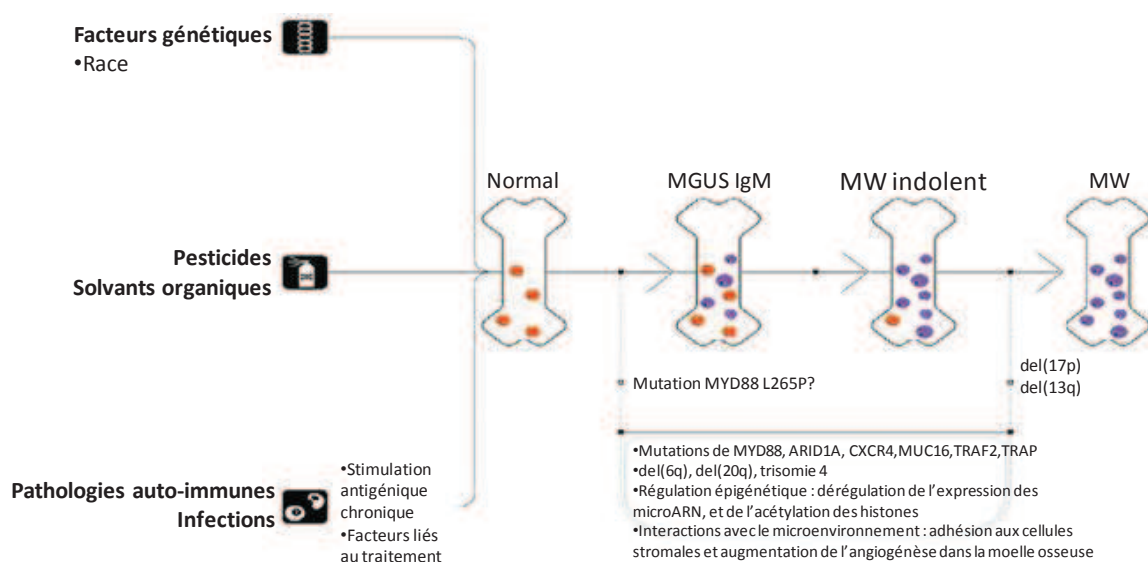 Facteurs génétiques
•Race
Normal
MGUS IgM
MW indolent
MW
Pesticides
Solvants organiques
Mutation MYD88 L265P?
del(17p)
del(13q)
Pathologies auto-immunes
Infections
•Stimulation
antigénique
chronique
•Facteurs liés
au traitement
•Mutations de MYD88, ARID1A, CXCR4,MUC16,TRAF2,TRAP
•del(6q), del(20q), trisomie 4
•Régulation épigénétique : dérégulation de l’expression des
microARN, et de l’acétylation des histones
•Interactions avec le microenvironnement : adhésion aux cellules
stromales et augmentation de l’angiogénèse dans la moelle osseuse